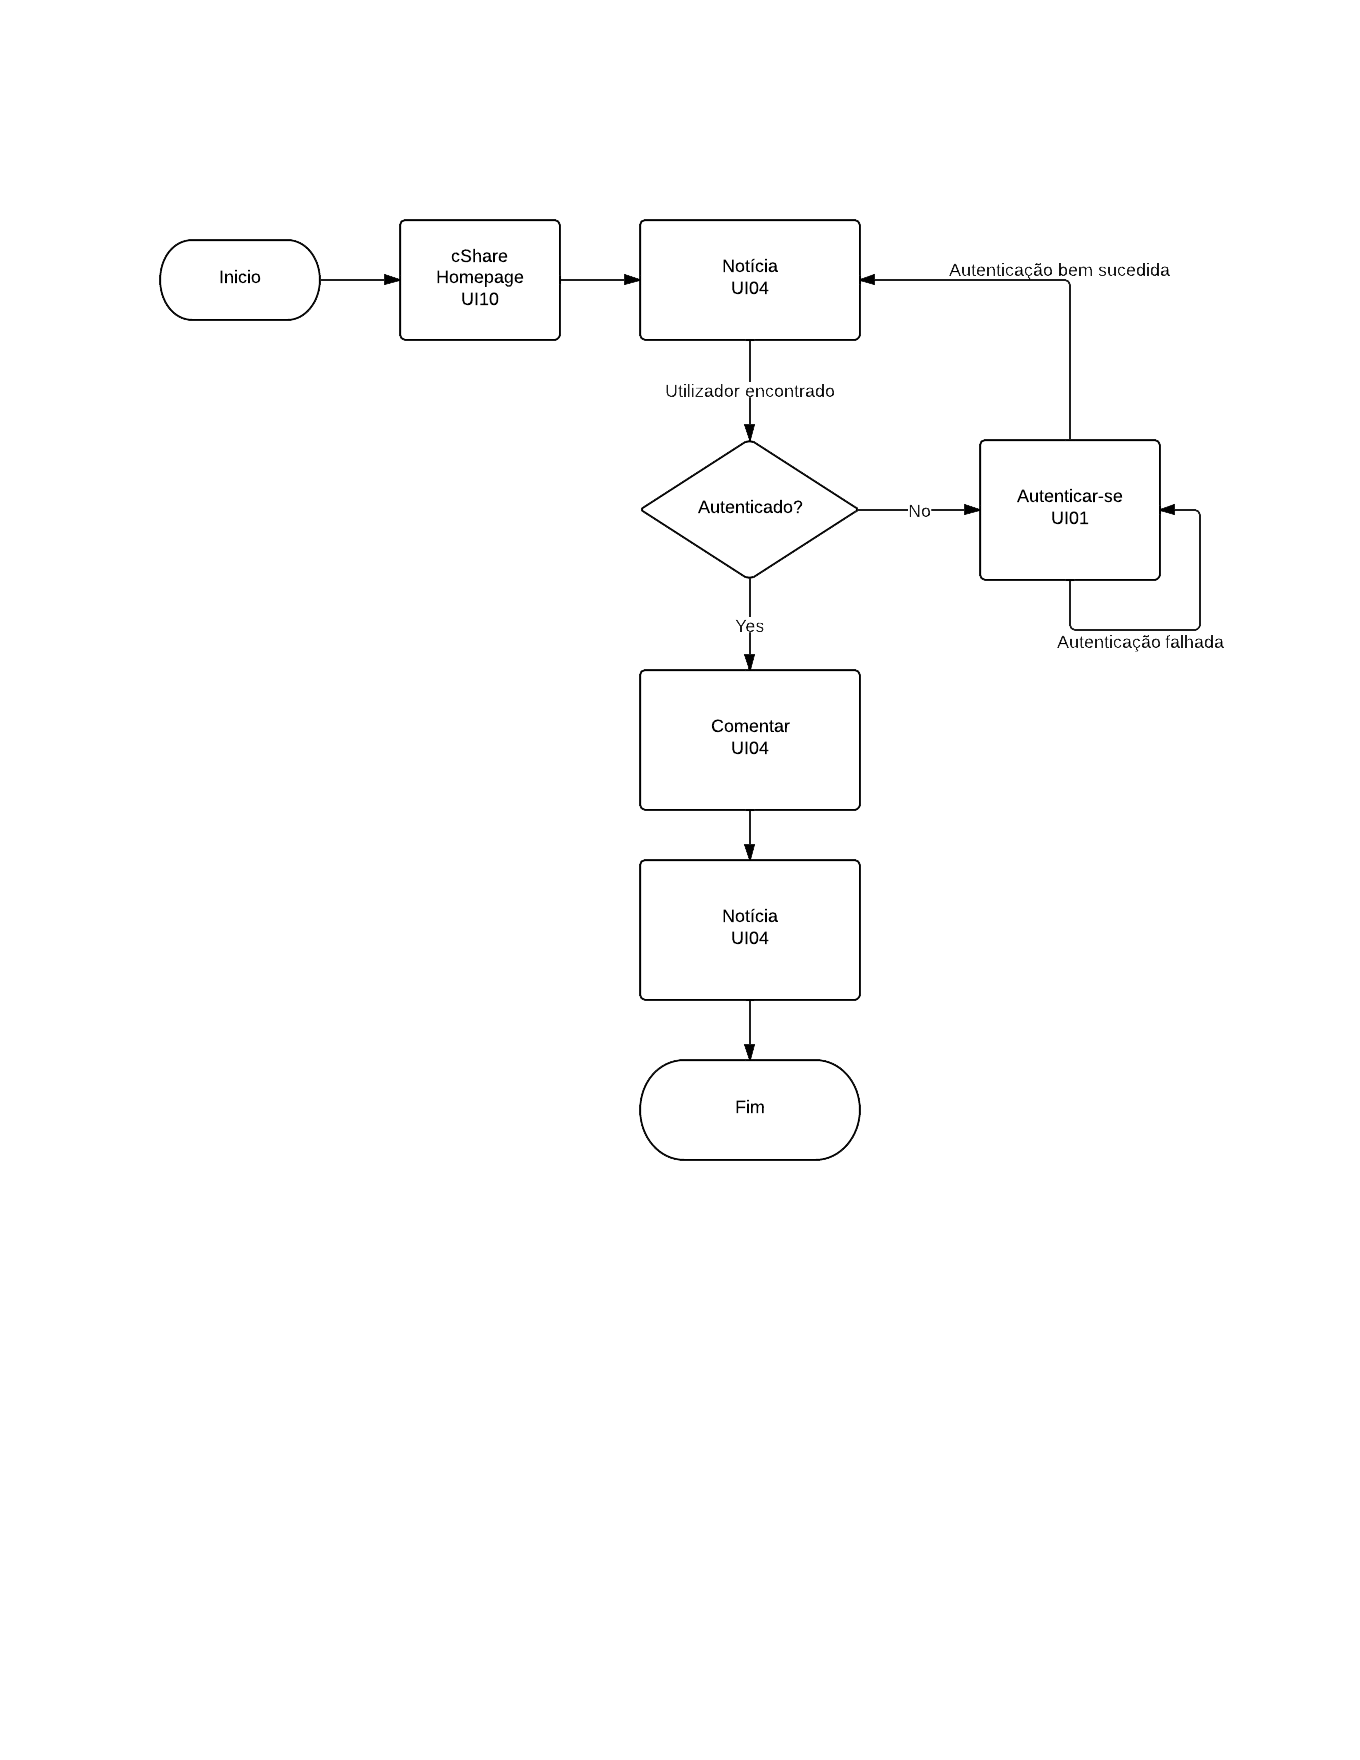 Inicio
cShare
Homepage
UI10
Notícia
UI04
Autenticação bem sucedida
Utilizador encontrado
Autenticado?
No
Autenticar-se
UI01
Yes
Autenticação falhada
Comentar
UI04
Notícia
UI04
Fim